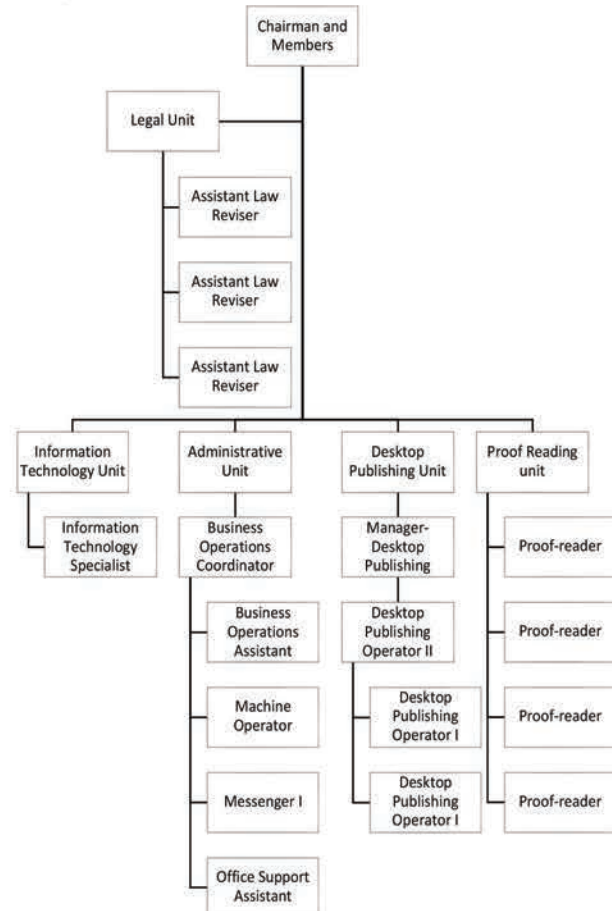 Chairman and
Members
Legal Unit
Assistant Law
Reviser
Assistant Law
Reviser
Assistant Law
Reviser
Information
Technology Unit
Information
Technology
Specialist
Administrative
Unit
Business
Operations
Coordinator
Business
Operations
Assistant
Machine
Operator
Messenger I
Office Support
Assistant
Desktop
Publishing Unit
Manager-
Desktop
Publishing
Desktop
Publishing
Operator II
Desktop
Publishing
Operator I
Desktop
Publishing
Operator I
Proof Reading
unit
Proof-reader
Proof-reader
Proof-reader
Proof-reader